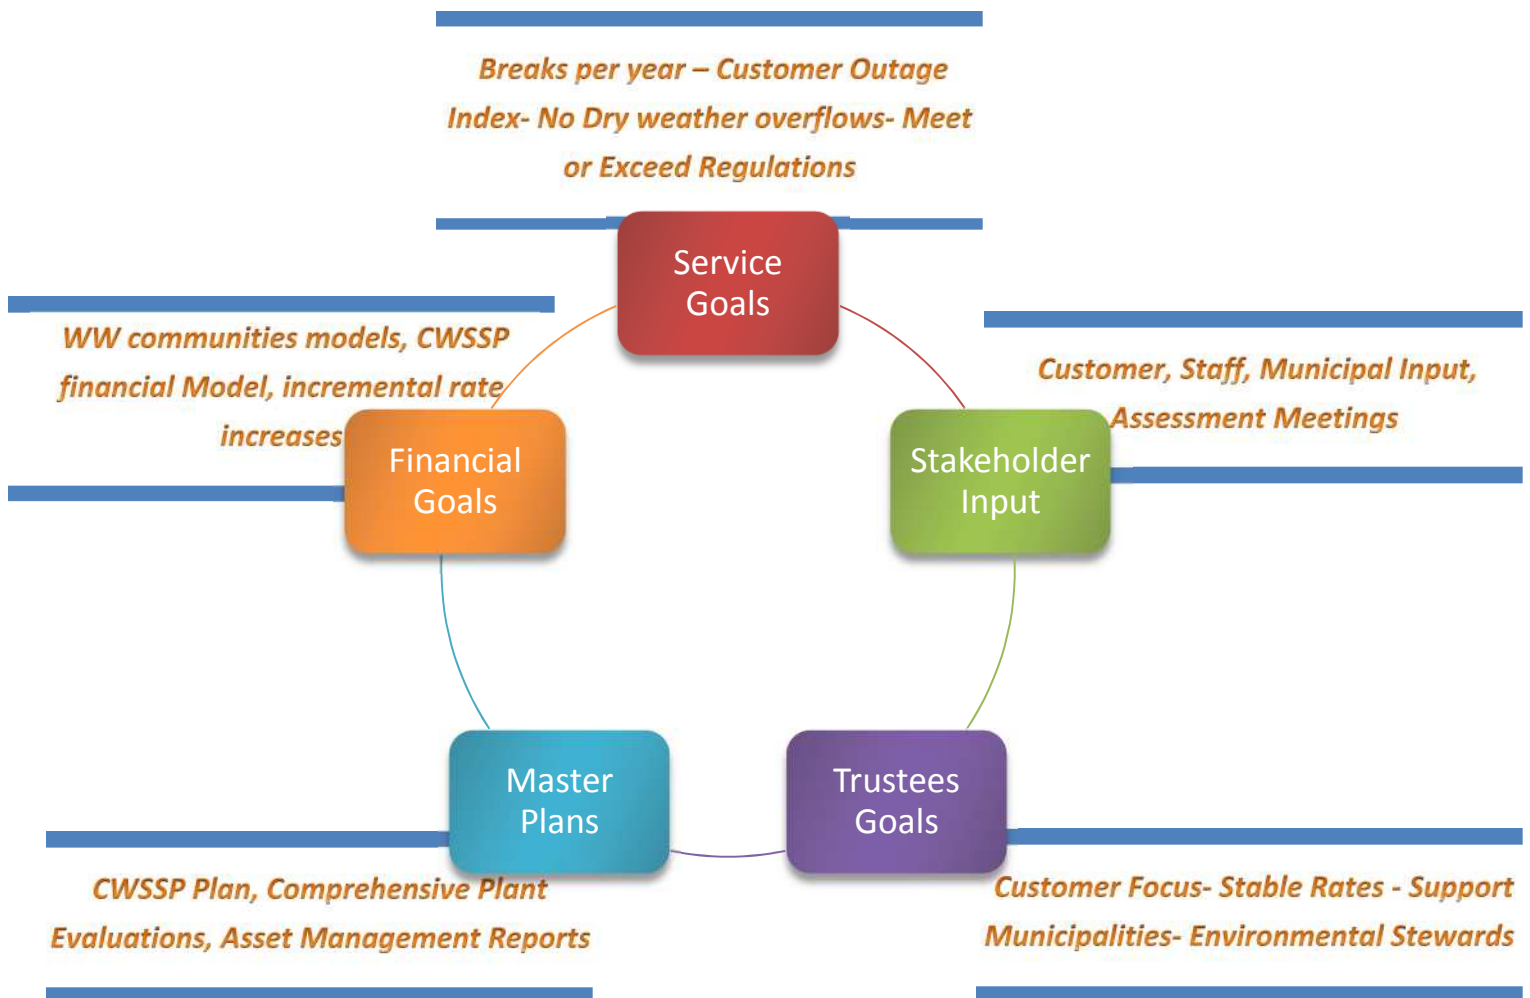 Breaks per year – Customer Outage
Index- No Dry weather overflows- Meet
or Exceed Regulations
Service
Goals
WW communities models, CWSSP
financial Model, incremental rate
increases
Financial
Goals
Customer, Staff, Municipal Input,
Assessment Meetings
Stakeholder
Input
Master
Plans
Trustees
Goals
CWSSP Plan, Comprehensive Plant
Evaluations, Asset Management Reports
Customer Focus- Stable Rates - Support
Municipalities- Environmental Stewards